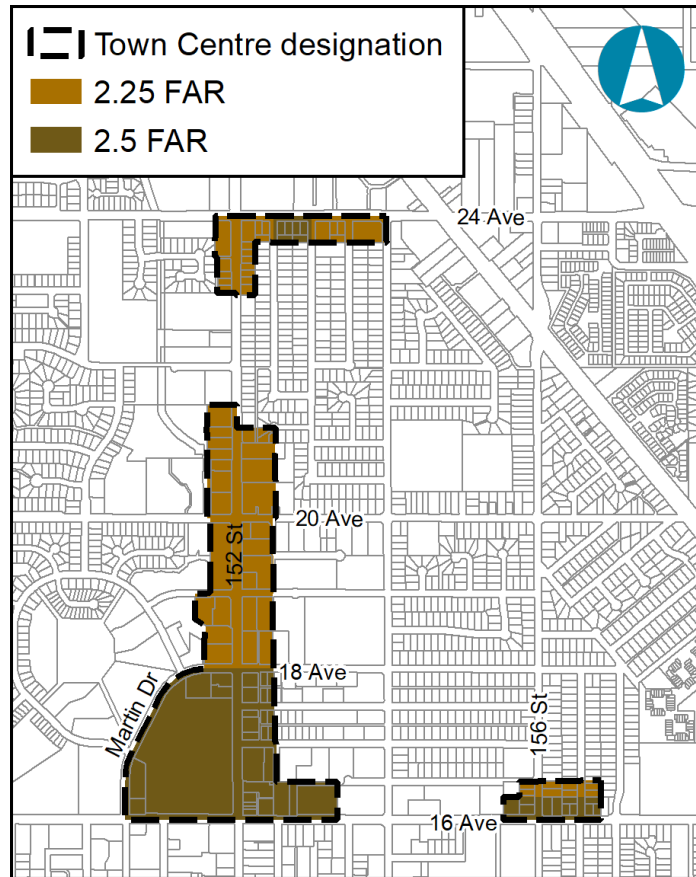 Town Centre designation
2.25 FAR
2.5 FAR
24 Ave
20 Ave
152 St
18 Ave
Martin Dr
156 St
16 Ave